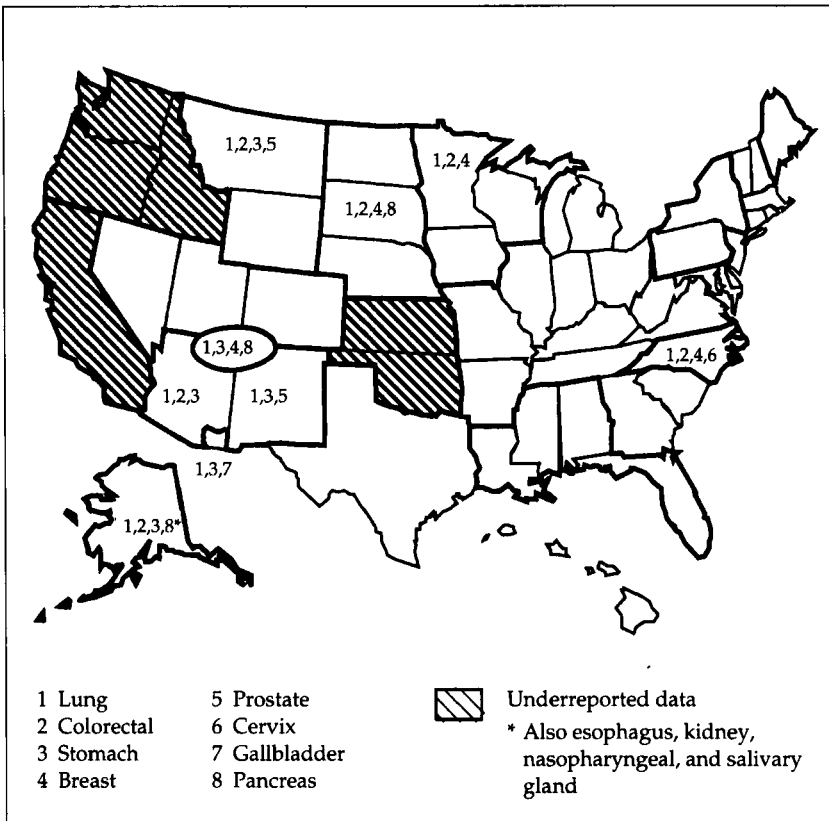 1,2,3,5
1,2,4
1,2,4,8
1,3,4,8
1,2,4,6
1,2,3
1,3,5
1,3,7
1,2,3,8*
1 Lung
2 Colorectal
3 Stomach
4 Breast
5 Prostate
6 Cervix
7 Gallbladder
8 Pancreas
Underreported data
* Also esophagus, kidney,
nasopharyngeal, and salivary
gland